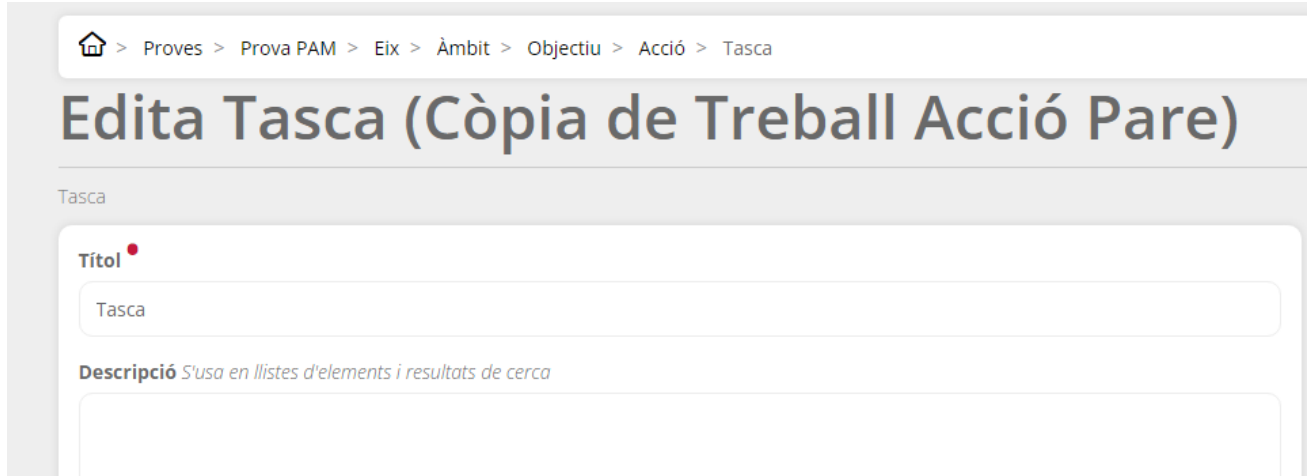 > Proves > Prova PAM > Eix > Àmbit > Objectiu > Acció > Tasca
Edita Tasca (Còpia de Treball Acció Pare)
Tasca
Títol
Tasca
Descripció S'usa en llistes d'elements i resultats de cerca